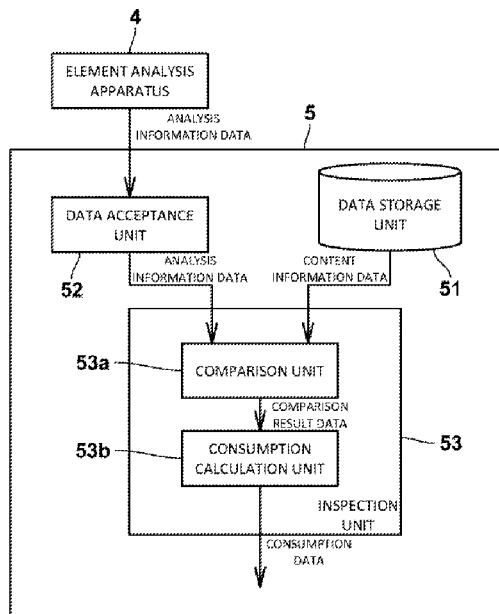 4
ELEMENT ANALYSIS
APPARATUS
ANALYSIS
INFORMATION DATA
5
DATA ACCEPTANCE
UNIT
DATA STORAGE
UNIT
52
ANALYSIS
INFORMATION DATA
CONTENT
INFORMATION DATA
51
53a
COMPARISON UNIT
COMPARISON
RESULT DATA
53b
CONSUMPTION
CALCULATION UNIT
53
INSPECTION
UNIT
CONSUMPTION
DATA